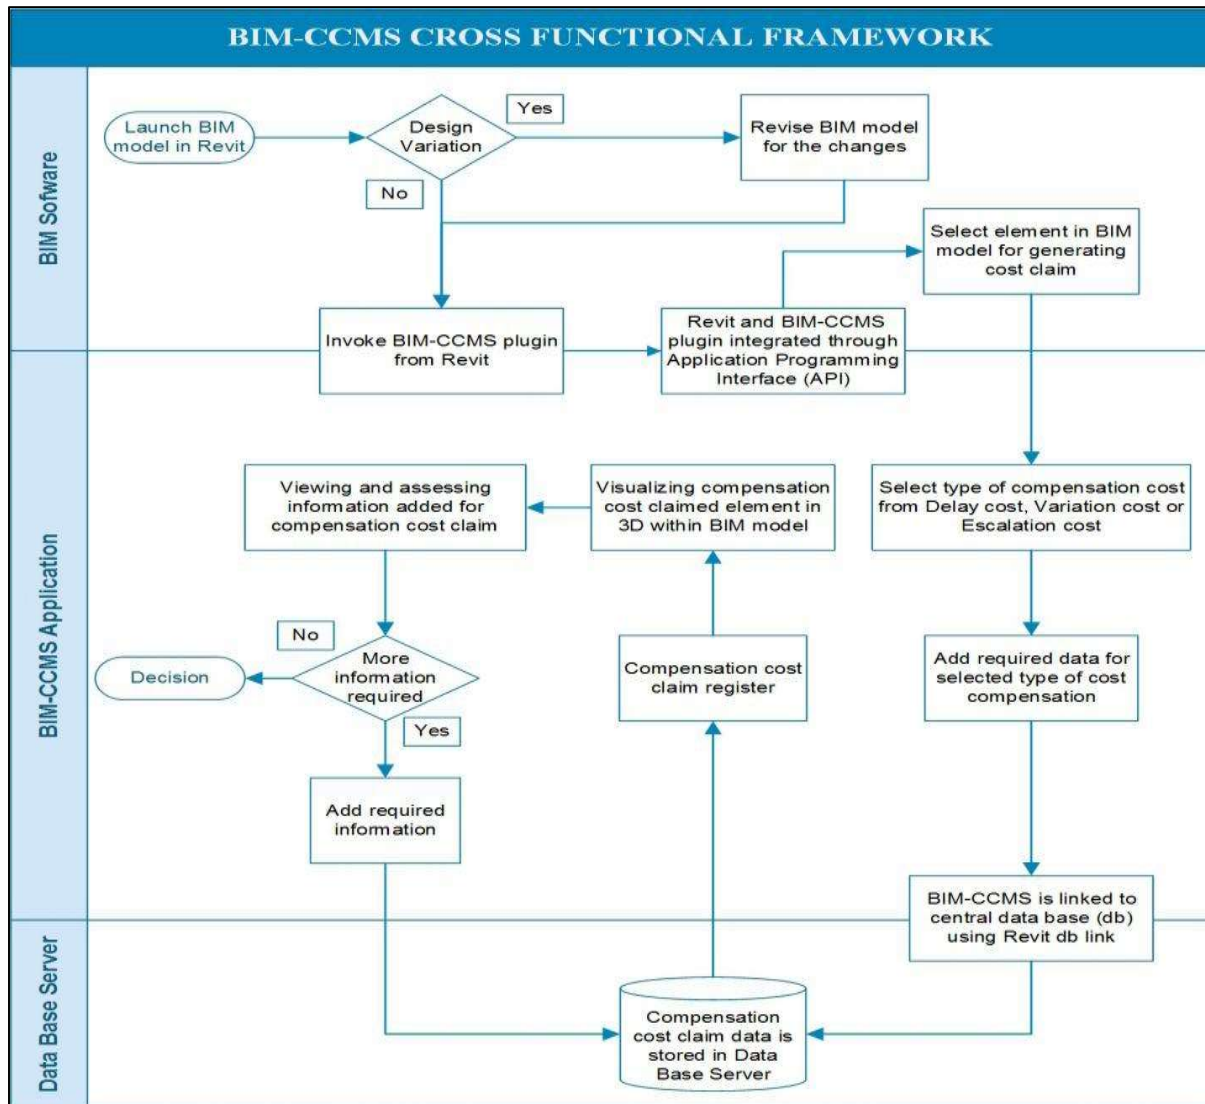 BIM-CCMS CROSS FUNCTIONAL FRAMEWORK
BIM Sofware
Launch BIM
model in Revit
Design
Variation
Yes
No
Revise BIM model
for the changes
Select element in BIM
model for generating
cost claim
Invoke BIM-CCMS plugin
from Revit
Revit and BIM-CCMS
plugin integrated through
Application Programming
Interface (API)
BIM-CCMS Application
Viewing and assessing
information added for
compensation cost claim
Visualizing compensation
cost claimed element in
3D within BIM model
Select type of compensation cost
from Delay cost, Variation cost or
Escalation cost
No
Decision
More
information
required
Yes
Compensation cost
claim register
Add required data for
selected type of cost
compensation
Add required
information
BIM-CCMS is linked to
central data base (db)
using Revit db link
Data Base Server
Compensation
cost claim data is
stored in Data
Base Server